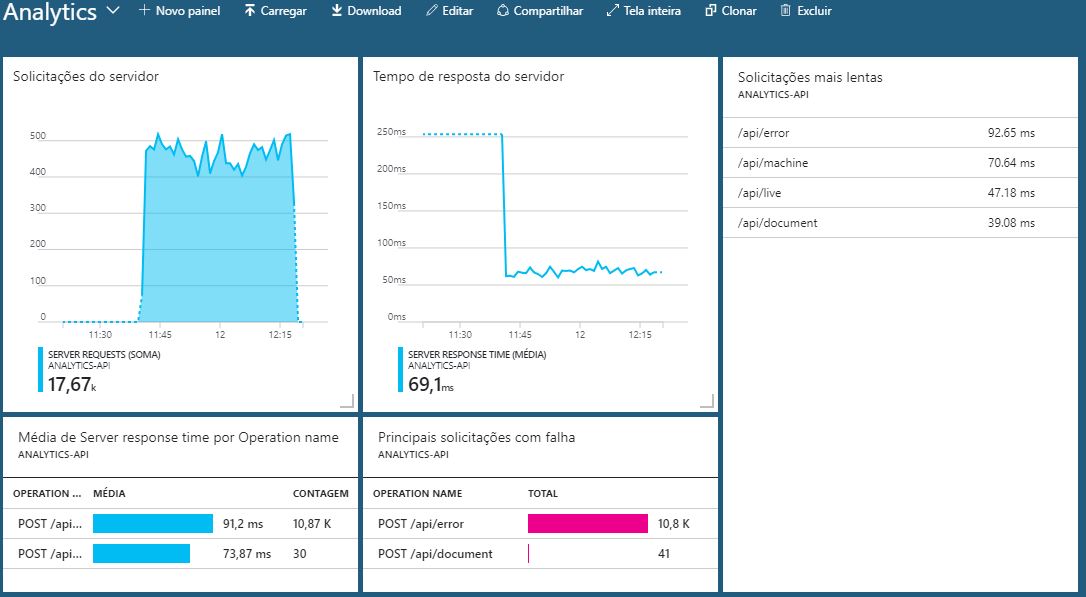 Analytics Novo painel Carregar Download Editar Compartilhar Tela inteira Clonar Excluir
Solicitações do servidor
500
400
300
200
100
0
11:30 11:45 12 12:15
SERVER REQUESTS (SOMA)
ANALYTICS-API
17,67k
Tempo de resposta do servidor
250ms
200ms
150ms
100ms
50ms
0ms
11:30 11:45 12 12:15
SERVER RESPONSE TIME (MÉDIA)
ANALYTICS-API
69,1ms
Solicitações mais lentas
ANALYTICS-API
/api/error 92.65 ms
/api/machine 70.64 ms
/api/live 47.18 ms
/api/document 39.08 ms
Média de Server response time por Operation name
ANALYTICS-API
OPERATION ... MÉDIA CONTAGEM
POST /api... 91,2 ms 10,87 K
POST /api... 73,87 ms 30
Principais solicitações com falha
ANALYTICS-API
OPERATION NAME TOTAL
POST /api/error 10,8 K
POST /api/document 41